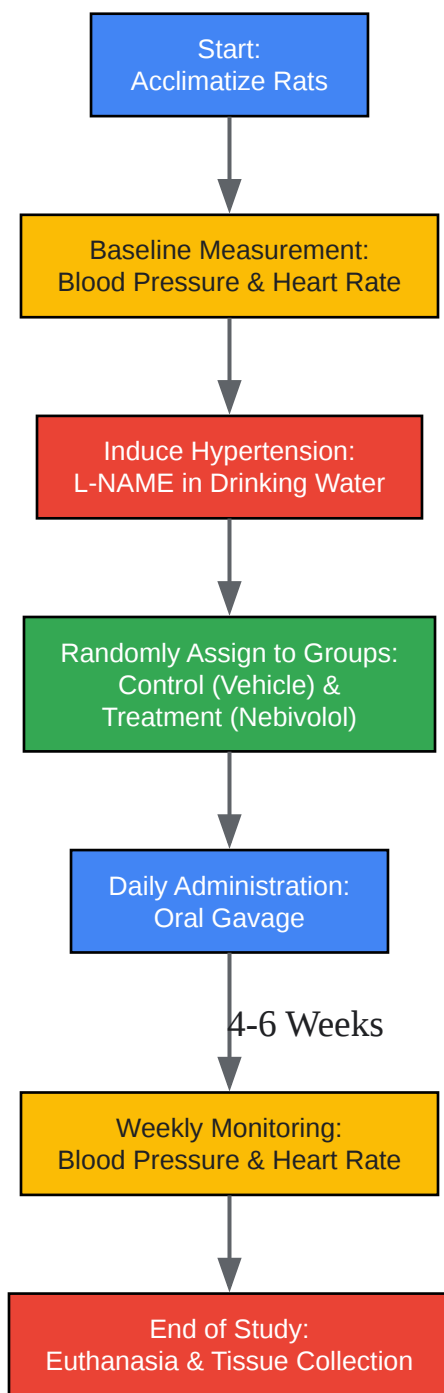 Start:
Acclimatize Rats
Baseline Measurement:
Blood Pressure & Heart Rate
Induce Hypertension:
L-NAME in Drinking Water
Randomly Assign to Groups:
Control (Vehicle) &
Treatment (Nebivolol)
Daily Administration:
Oral Gavage
4-6 Weeks
Weekly Monitoring:
Blood Pressure & Heart Rate
End of Study:
Euthanasia & Tissue Collection